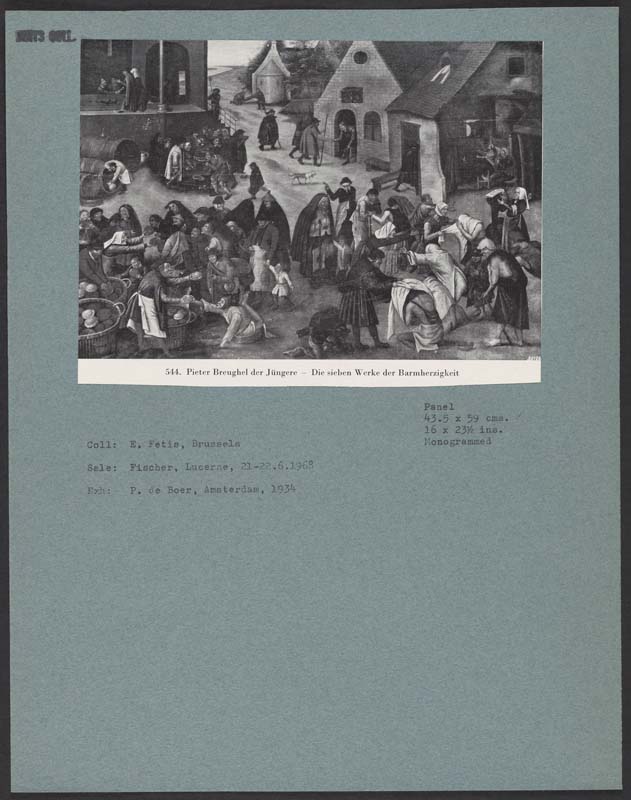 COLL.
544. Pieter Breughel der Jüngere – Die sieben Werke der Barmherzigkeit
Panel
43.5 x 59 cms.
16 x 23½ ins.
Monogrammed
Coll: E. Fetis, Brussels
Sale: Fischer, Lucerne, 21-22.6.1968
Exh: P. de Boer, Amsterdam, 1934